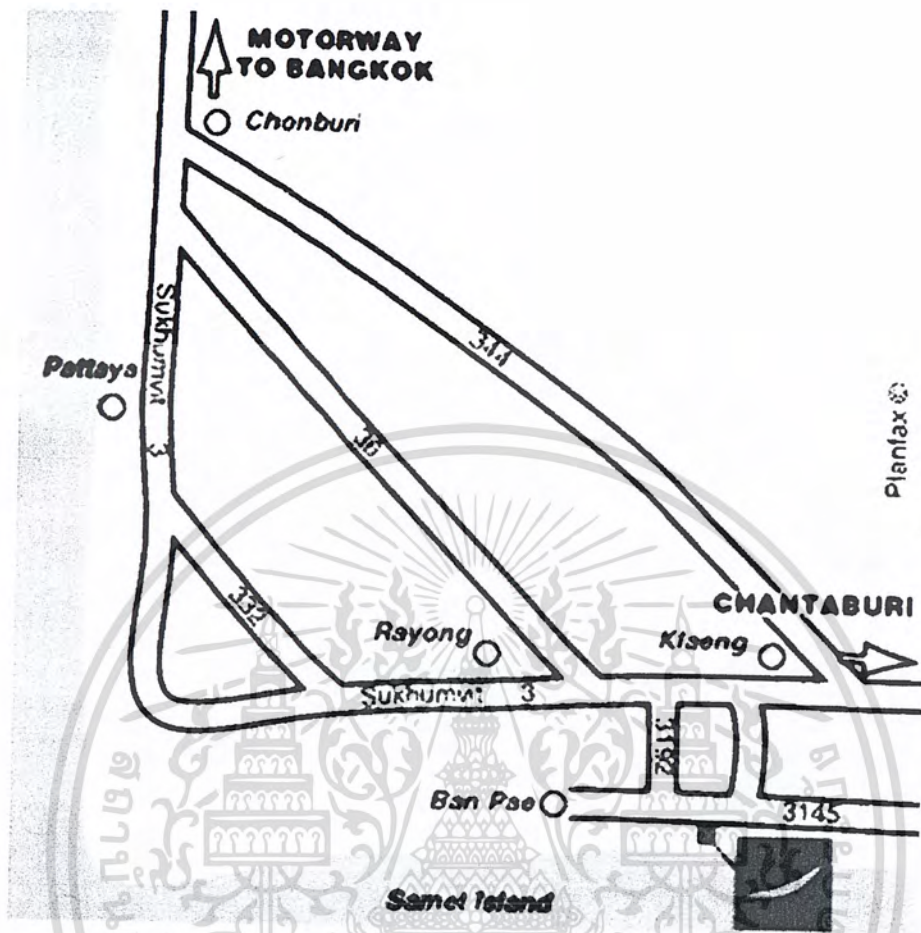 MOTORWAY
TO BANGKOK
Chonburi
344
Sukhumvit 3
Pattaya
36
Planfax ©
332
CHANTABURI
Rayong
Klaeng
Sukhumvit 3
3192
Ban Pae
3145
Samet Island